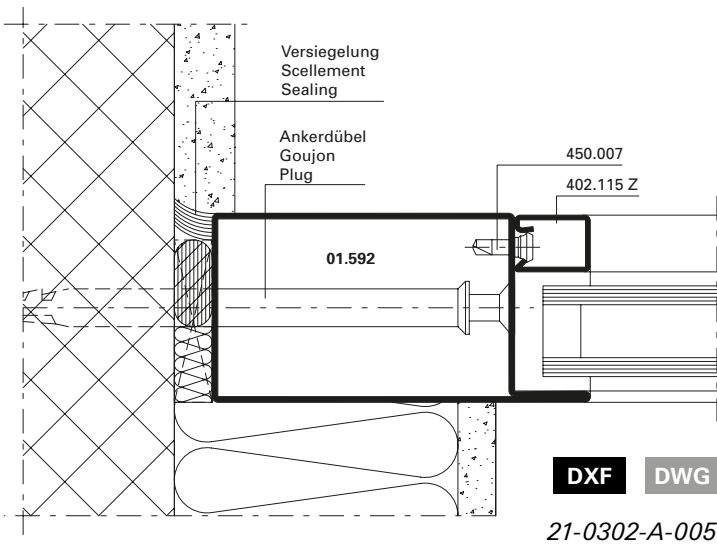 Versiegelung
Scellement
Sealing
Ankerdübel
Goujon
Plug
450.007
402.115 Z
01.592
DXF DWG
21-0302-A-005